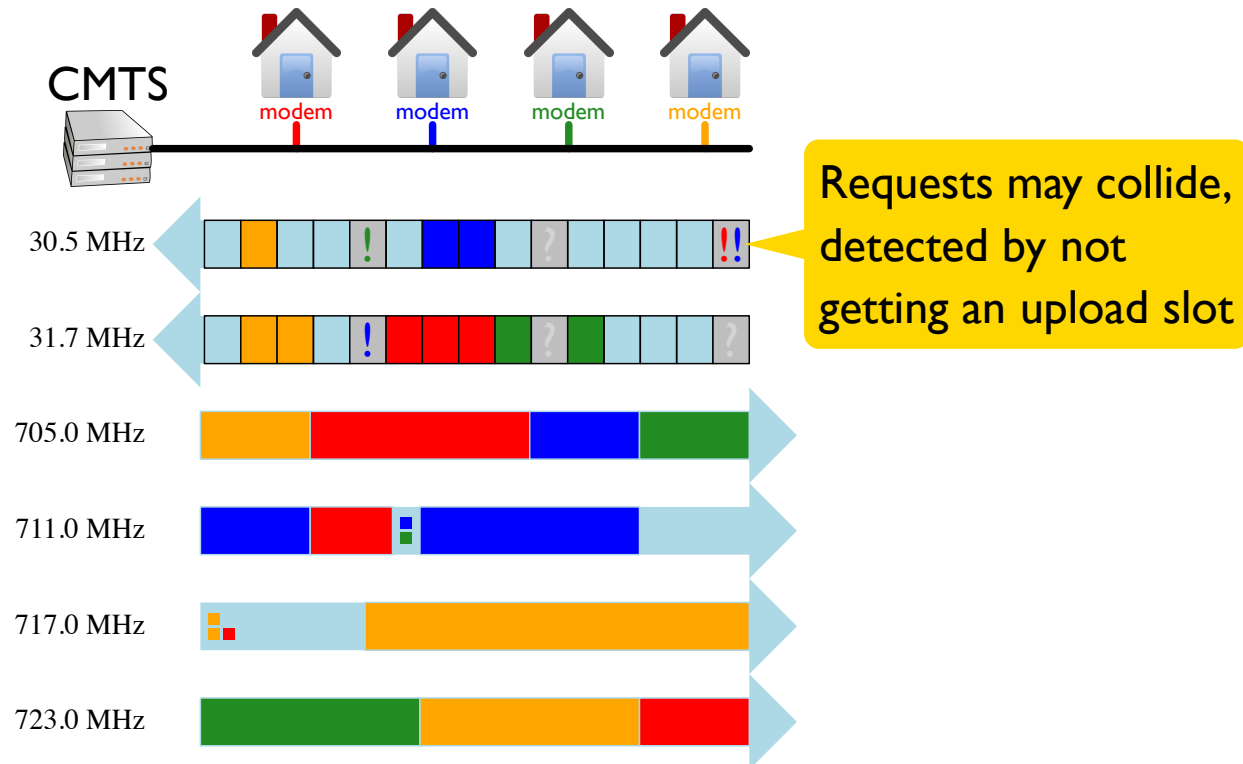 CMTS
modem modem modem modem
Requests may collide,
detected by not
getting an upload slot
30.5 MHz
! ? !!
31.7 MHz
! ? ?
705.0 MHz
711.0 MHz
717.0 MHz
723.0 MHz